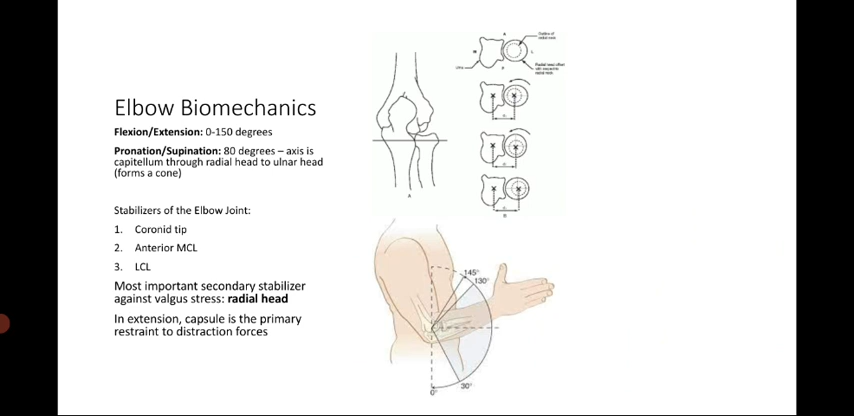 Elbow Biomechanics
Flexion/Extension: 0-150 degrees
Pronation/Supination: 80 degrees – axis is
capitellum through radial head to ulnar head
(forms a cone)
Stabilizers of the Elbow Joint:
1. Coronid tip
2. Anterior MCL
3. LCL
Most important secondary stabilizer
against valgus stress: radial head
In extension, capsule is the primary
restraint to distraction forces
A
145°
130°
30°
0°